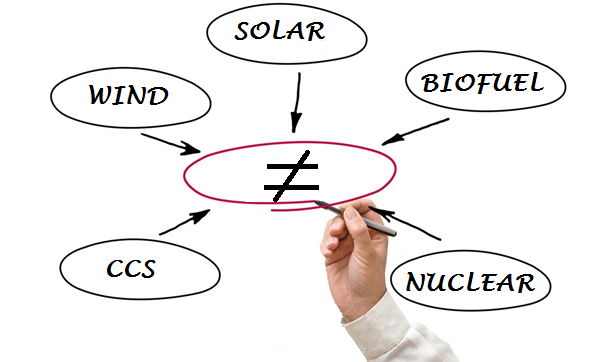 SOLAR
WIND
BIOFUEL
≠
CCS
NUCLEAR